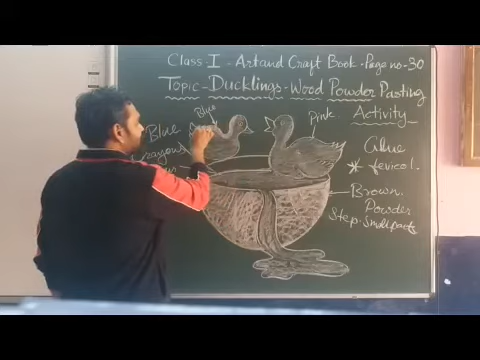 Class - I - Art and Craft Book - Page no - 30
Topic - Ducklings - Wood Powder Pasting
Activity
Blue
Pink
Blue
Crayons
Glue
* fevicol.
Brown.
Powder
Step. Small parts